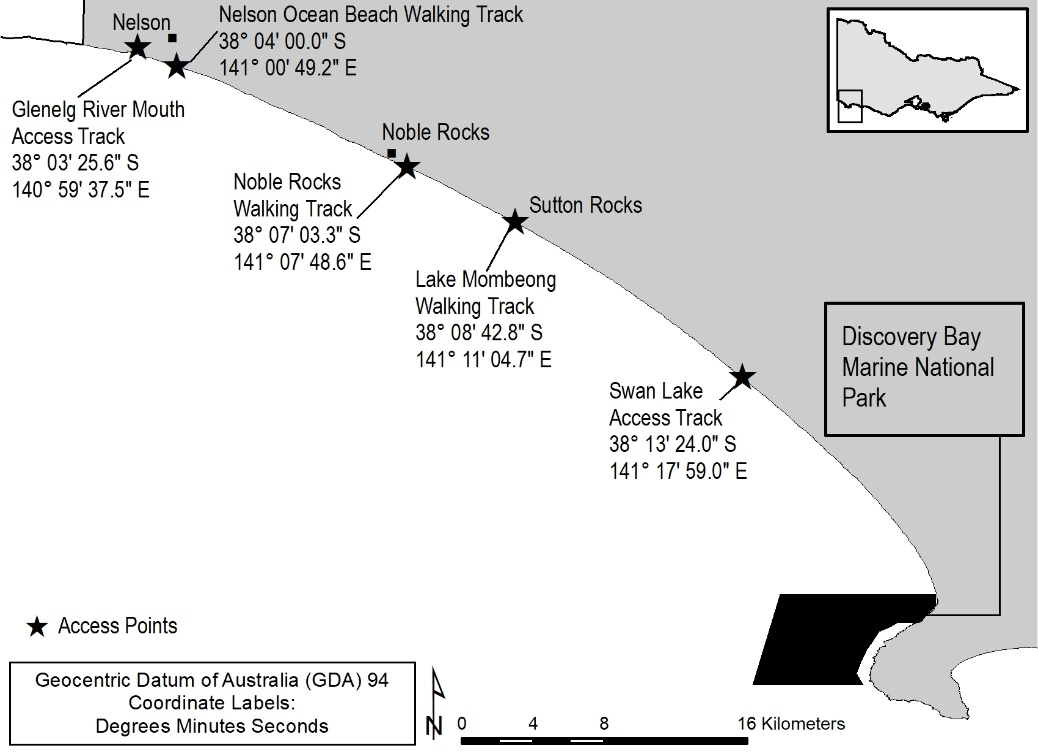 Nelson
Nelson Ocean Beach Walking Track
38° 04' 00.0" S
141° 00' 49.2" E
Glenelg River Mouth
Access Track
38° 03' 25.6" S
140° 59' 37.5" E
Noble Rocks
Noble Rocks
Walking Track
38° 07' 03.3" S
141° 07' 48.6" E
Sutton Rocks
Lake Mombeong
Walking Track
38° 08' 42.8" S
141° 11' 04.7" E
Swan Lake
Access Track
38° 13' 24.0" S
141° 17' 59.0" E
Discovery Bay
Marine National
Park
Access Points
Geocentric Datum of Australia (GDA) 94
Coordinate Labels:
Degrees Minutes Seconds
N
0 4 8 16 Kilometers